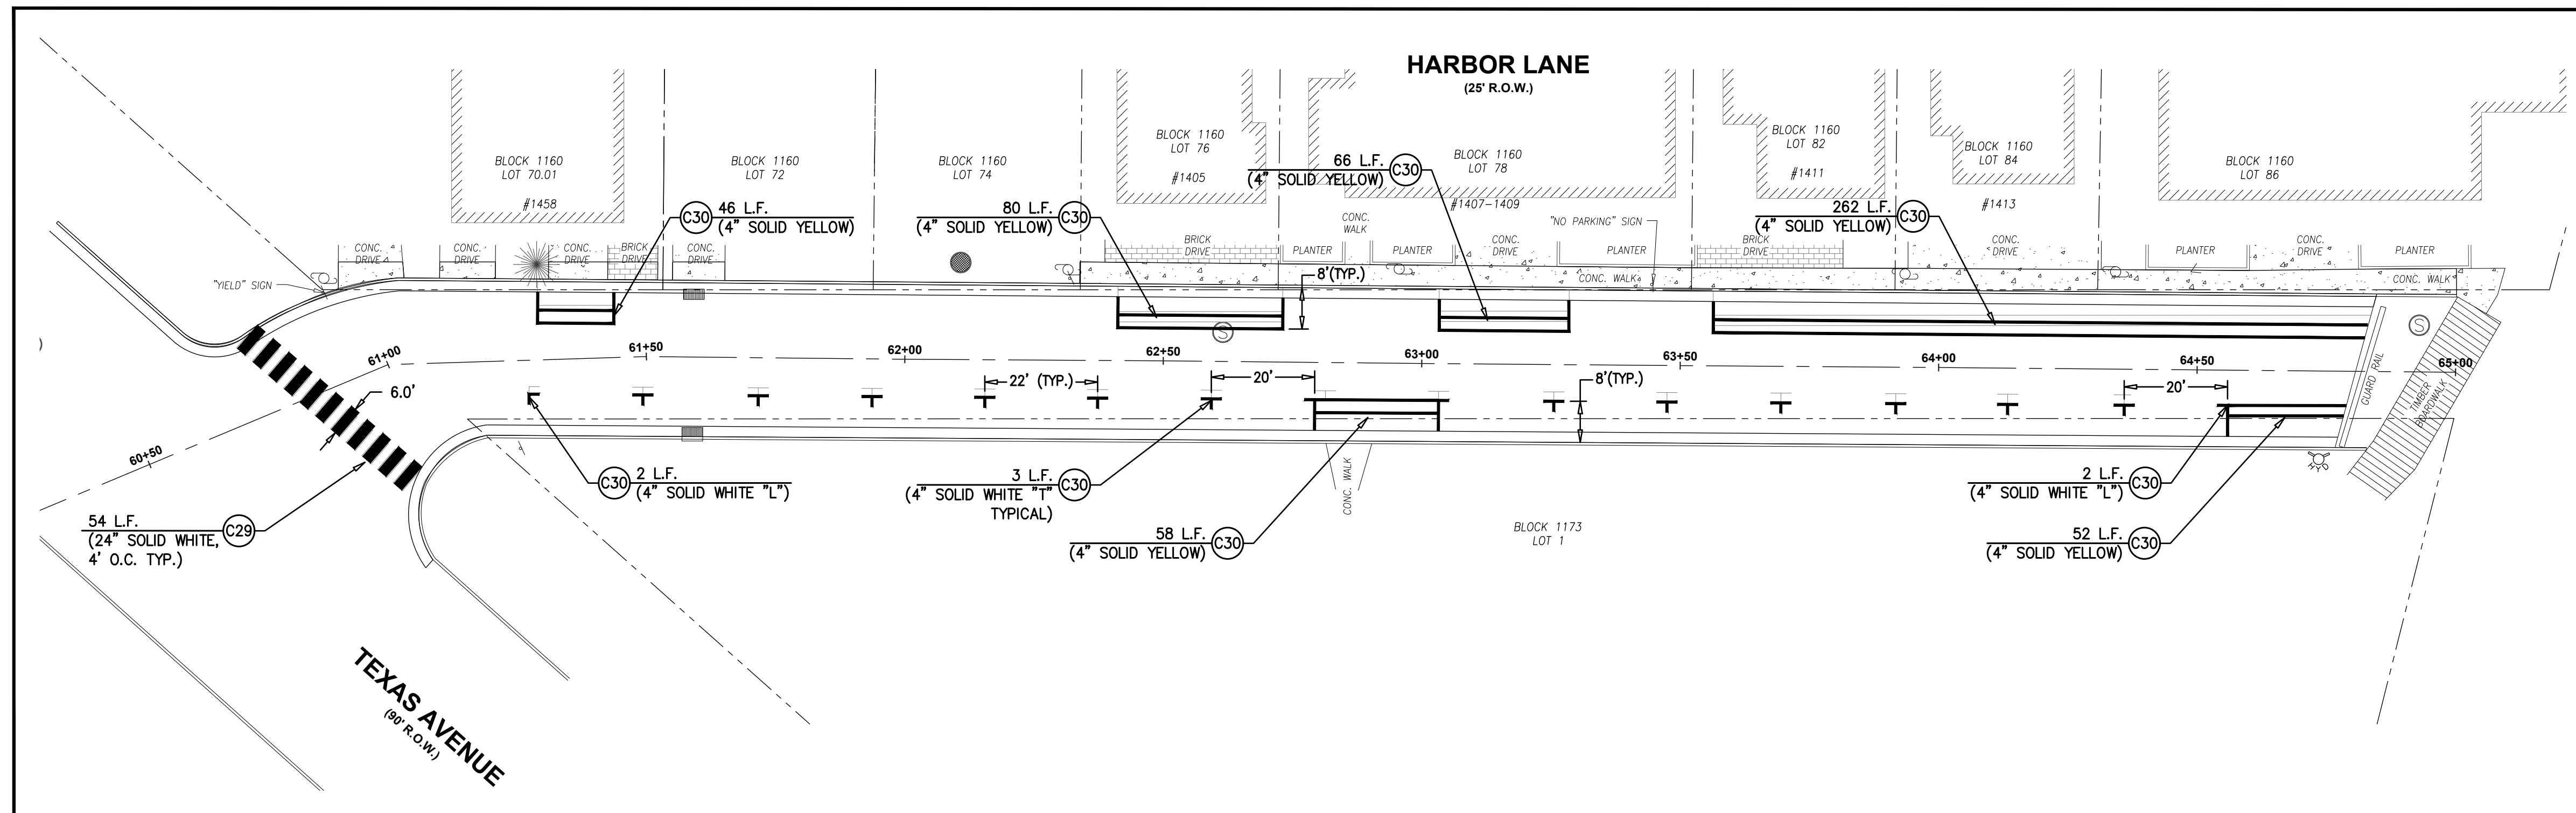 HARBOR LANE
(25' R.O.W.)
BLOCK 1160
LOT 70.01
#1458
BLOCK 1160
LOT 72
BLOCK 1160
LOT 74
BLOCK 1160
LOT 76
#1405
BLOCK 1160
LOT 78
#1407-1409
BLOCK 1160
LOT 82
#1411
BLOCK 1160
LOT 84
#1413
BLOCK 1160
LOT 86
C30
46 L.F.
(4" SOLID YELLOW)
80 L.F.
(4" SOLID YELLOW)
C30
66 L.F.
(4" SOLID YELLOW)
C30
262 L.F.
(4" SOLID YELLOW)
C30
CONC.
DRIVE
CONC.
DRIVE
CONC.
DRIVE
BRICK
DRIVE
CONC.
DRIVE
BRICK
DRIVE
PLANTER
CONC.
WALK
PLANTER
CONC.
DRIVE
PLANTER
"NO PARKING" SIGN
BRICK
DRIVE
CONC.
DRIVE
PLANTER
CONC.
DRIVE
PLANTER
"YIELD" SIGN
CONC. WALK
CONC. WALK
8'(TYP.)
S
S
)
60+50
61+00
61+50
62+00
62+50
63+00
63+50
64+00
64+50
65+00
6.0'
22' (TYP.)
20'
8'(TYP.)
20'
GUARD RAIL
TIMBER
BOARDWALK
HYD
C30
2 L.F.
(4" SOLID WHITE "L")
3 L.F.
(4" SOLID WHITE "T"
TYPICAL)
C30
58 L.F.
(4" SOLID YELLOW)
C30
CONC. WALK
BLOCK 1173
LOT 1
2 L.F.
(4" SOLID WHITE "L")
C30
52 L.F.
(4" SOLID YELLOW)
C30
54 L.F.
(24" SOLID WHITE,
4' O.C. TYP.)
C29
TEXAS AVENUE
(90' R.O.W.)